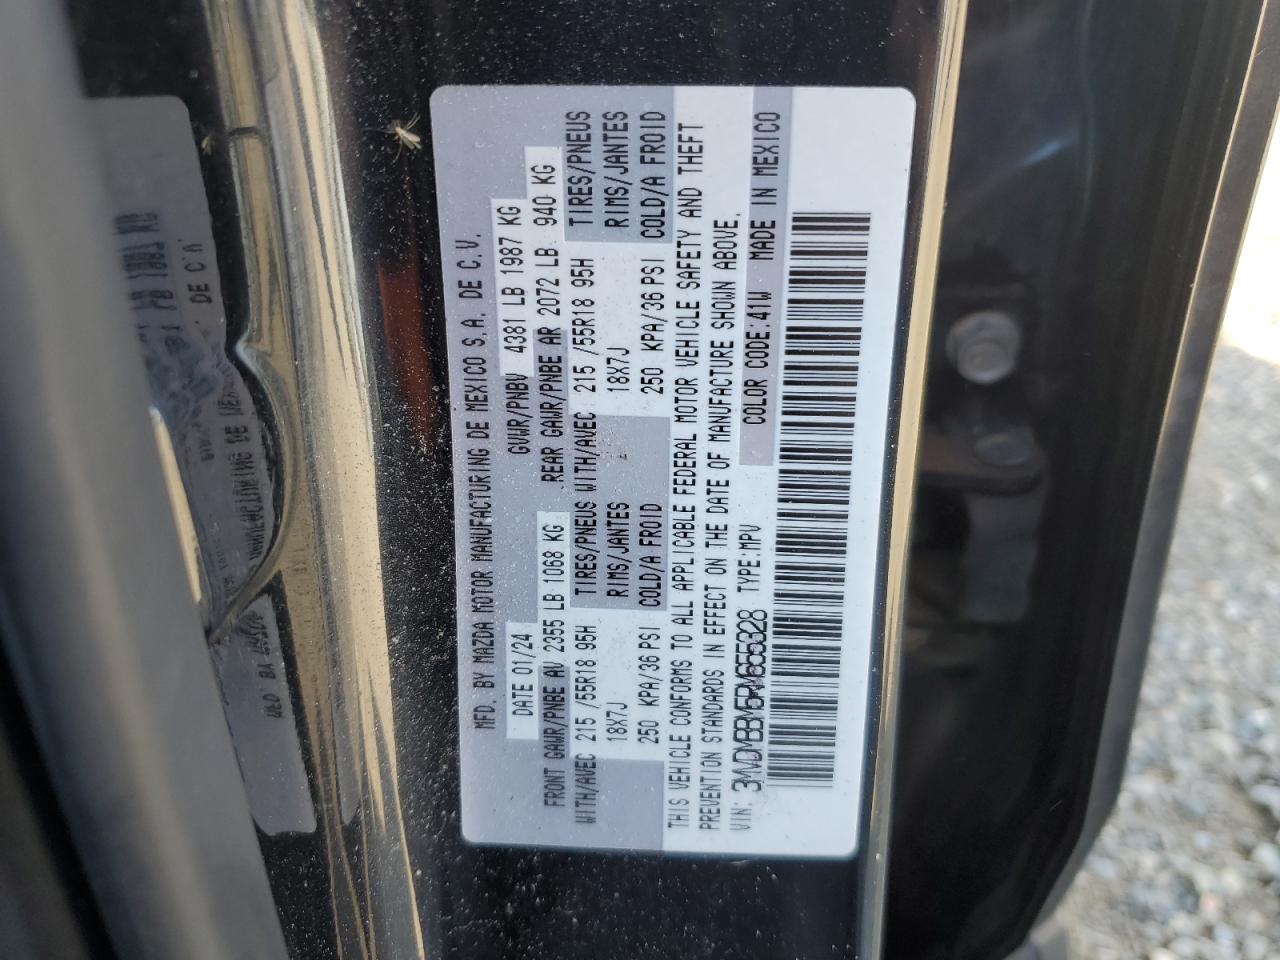 MFD. BY MAZDA MOTOR MANUFACTURING DE MEXICO S.A. DE C.V.
DATE 01/24 GVWR/PNBV 4381 LB 1987 KG
FRONT GAWR/PNBE AV 2355 LB 1068 KG REAR GAWR/PNBE AR 2072 LB 940 KG
WITH/AVEC 215 /55R18 95H TIRES/PNEUS WITH/AVEC 215 /55R18 95H TIRES/PNEUS
18X7J RIMS/JANTES 18X7J RIMS/JANTES
250 KPA/36 PSI COLD/A FROID 250 KPA/36 PSI COLD/A FROID
THIS VEHICLE CONFORMS TO ALL APPLICABLE FEDERAL MOTOR VEHICLE SAFETY AND THEFT
PREVENTION STANDARDS IN EFFECT ON THE DATE OF MANUFACTURE SHOWN ABOVE.
VIN: 3MVDMBBM5RM655328 TYPE:MPV COLOR CODE:41W MADE IN MEXICO